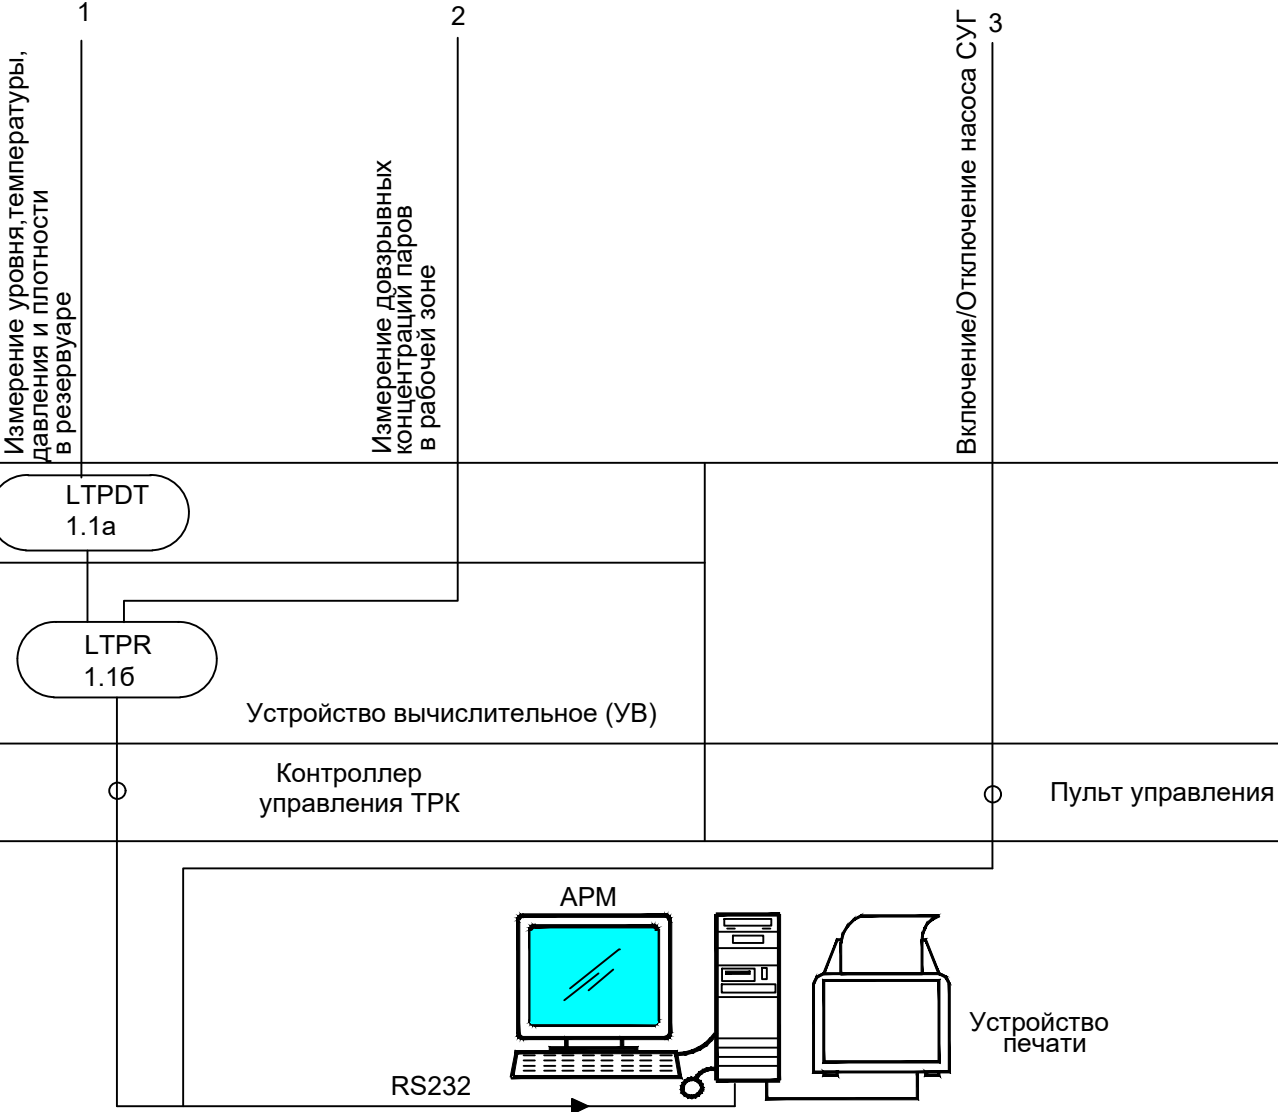 1
2
3
Измерение уровня,температуры,
давления и плотности
в резервуаре
Измерение довзрывных
концентраций паров
в рабочей зоне
Включение/Отключение насоса СУГ
LTPDT
1.1а
LTPR
1.1б
Устройство вычислительное (УВ)
Контроллер
управления ТРК
Пульт управления
АРМ
Устройство
печати
RS232